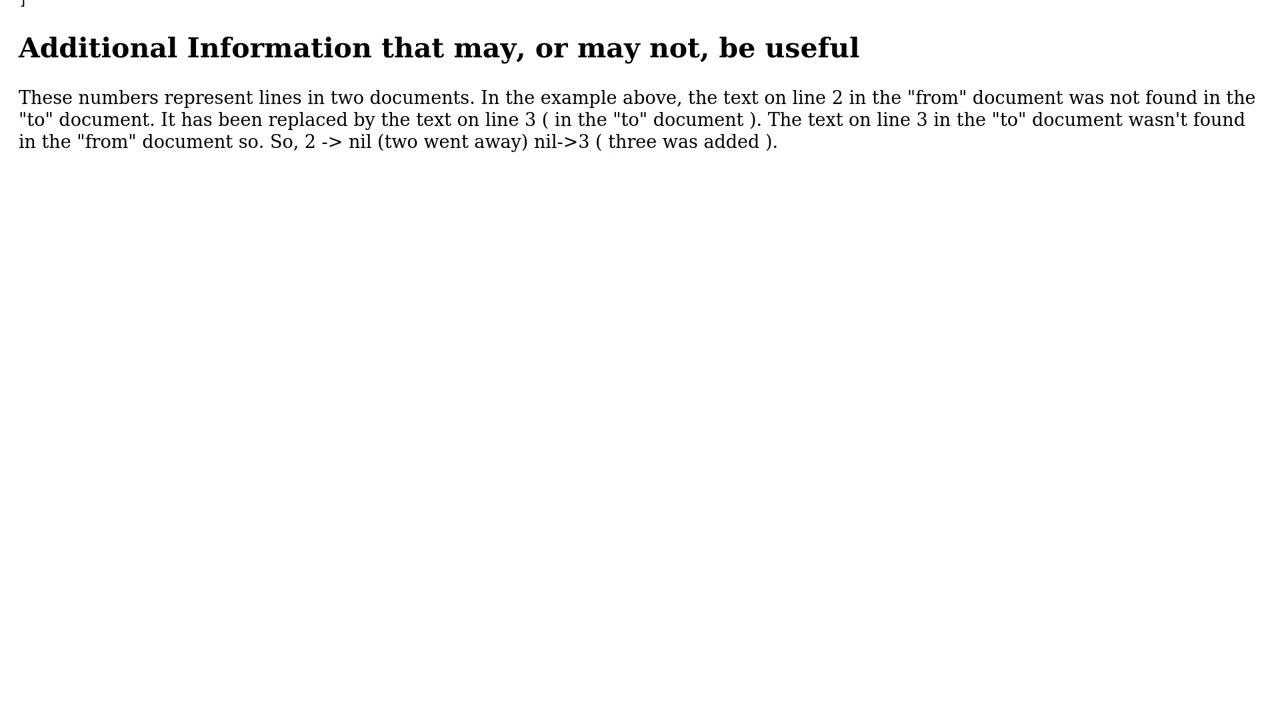 ]
Additional Information that may, or may not, be useful
These numbers represent lines in two documents. In the example above, the text on line 2 in the "from" document was not found in the
"to" document. It has been replaced by the text on line 3 ( in the "to" document ). The text on line 3 in the "to" document wasn't found
in the "from" document so. So, 2 -> nil (two went away) nil->3 ( three was added ).